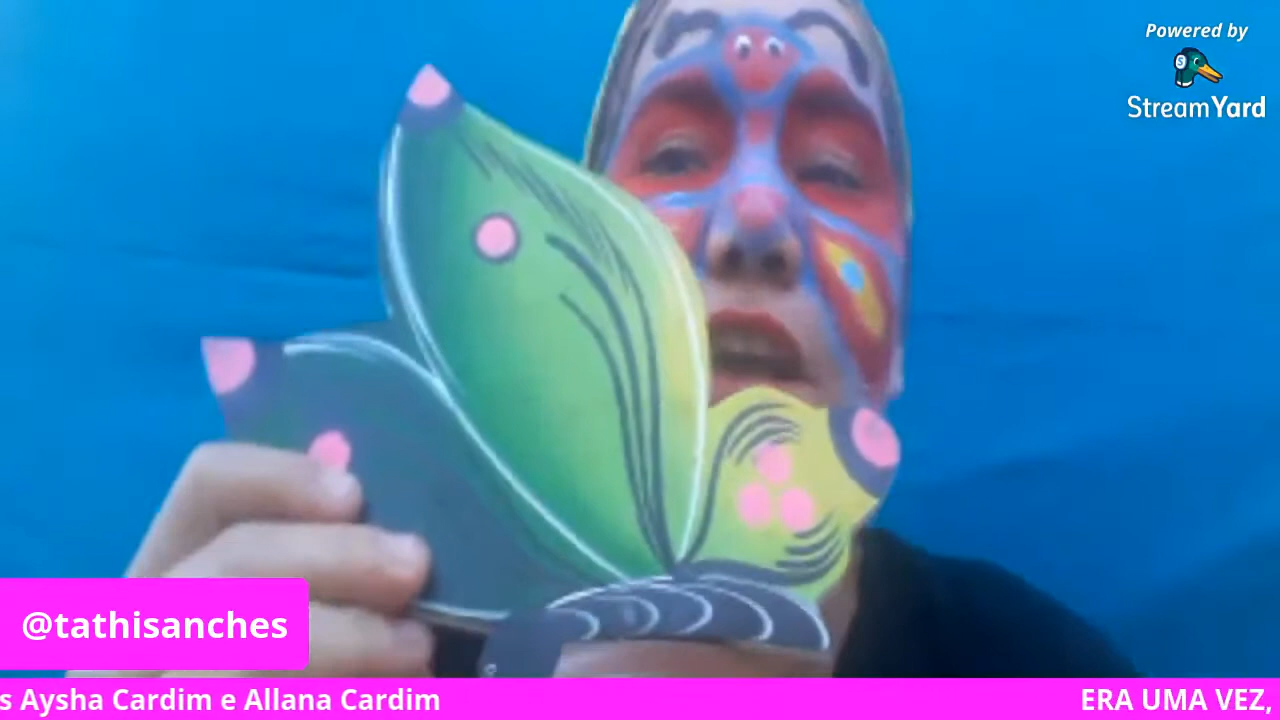 Powered by
StreamYard
@tathisanches
s Aysha Cardim e Allana Cardim
ERA UMA VEZ,